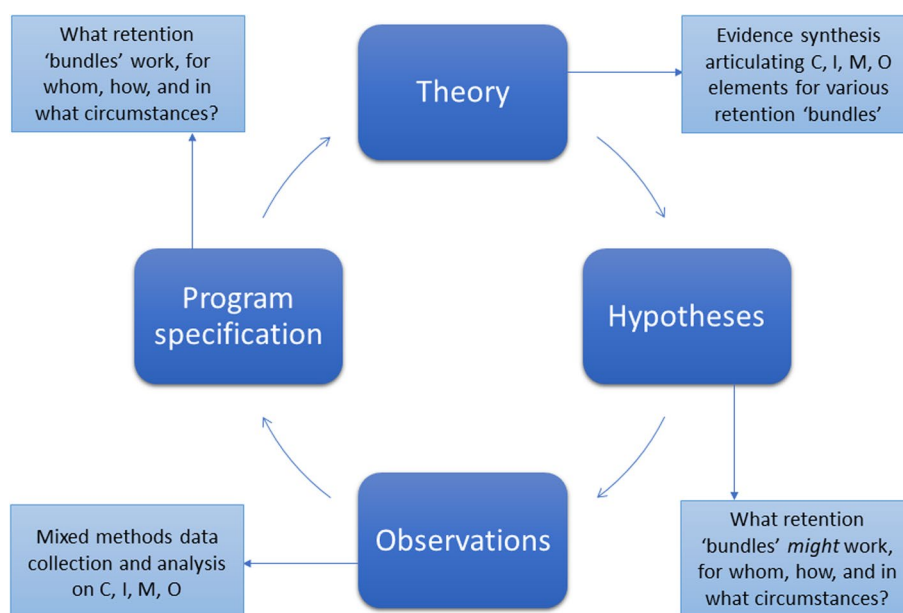 What retention
‘bundles’ work, for
whom, how, and in
what circumstances?
Theory
Evidence synthesis
articulating C, I, M, O
elements for various
retention ‘bundles’
Program
specification
Hypotheses
Observations
Mixed methods data
collection and analysis
on C, I, M, O
What retention
‘bundles’ might work,
for whom, how, and in
what circumstances?